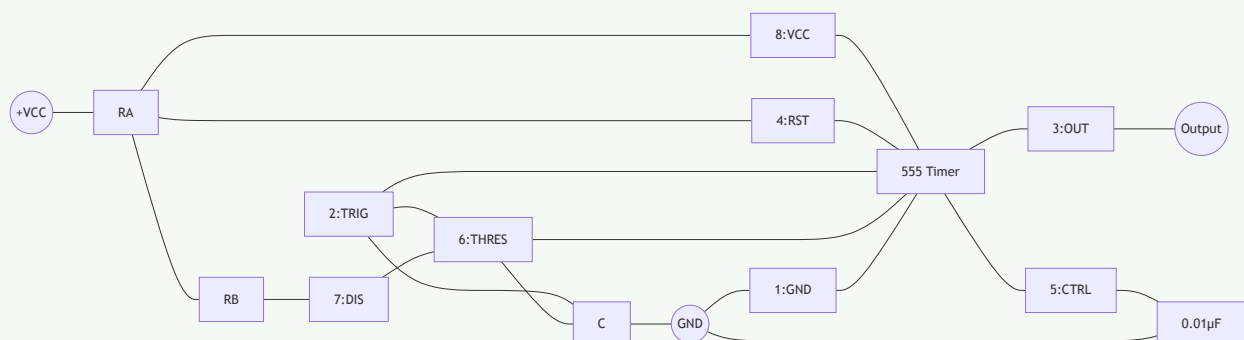 8:VCC
+VCC
RA
4:RST
3:OUT
Output
555 Timer
2:TRIG
6:THRES
1:GND
5:CTRL
RB
7:DIS
C
GND
0.01µF